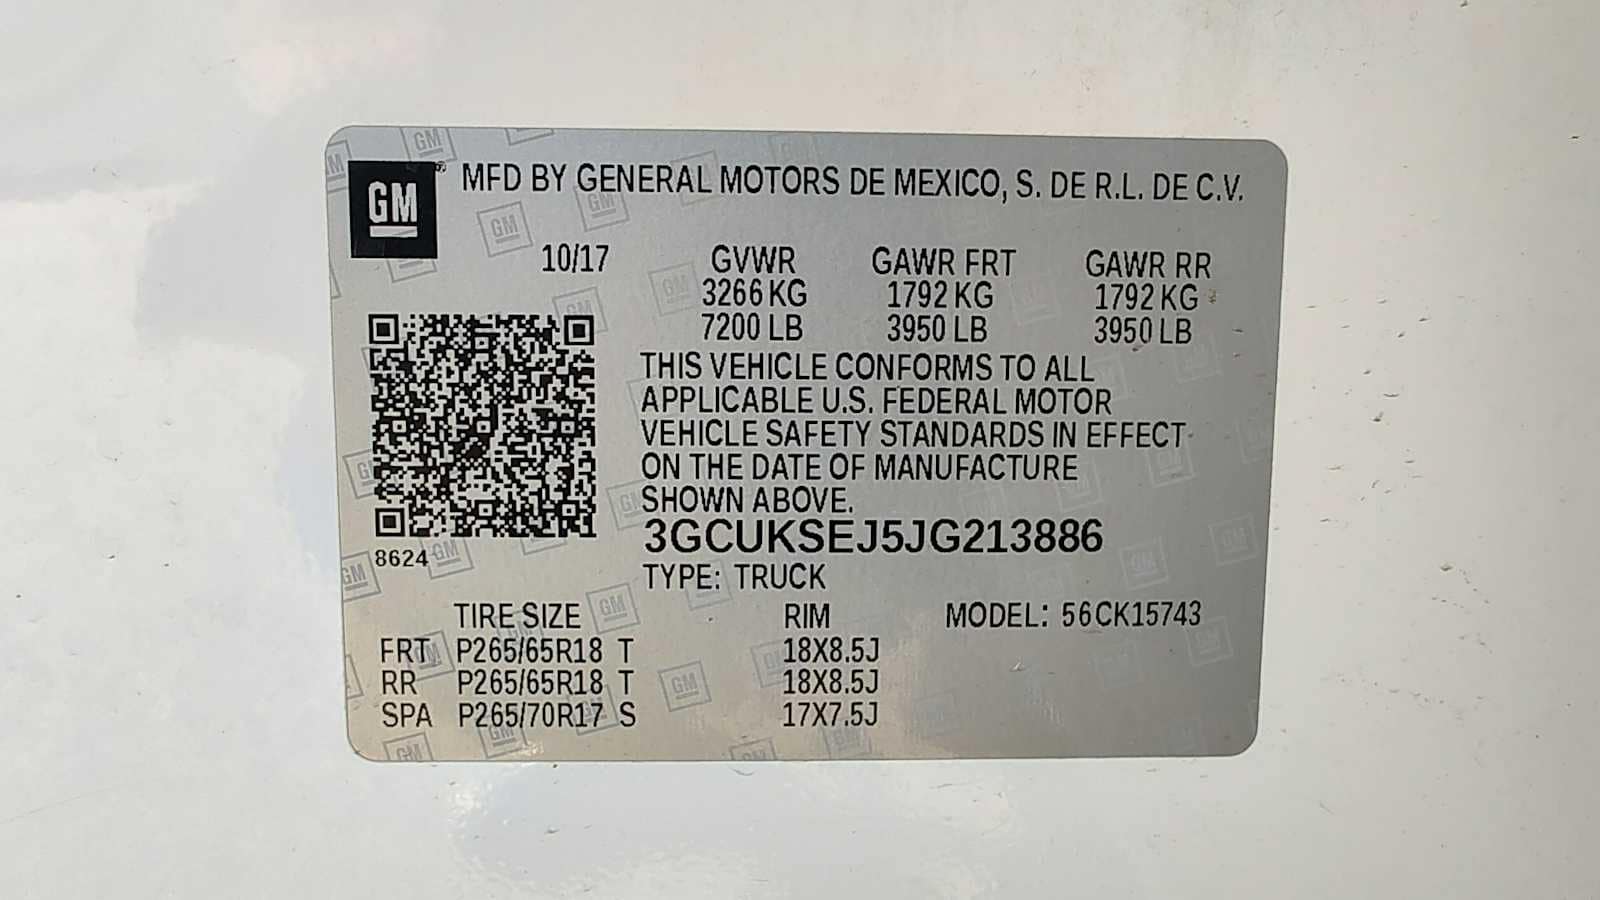 GM MFD BY GENERAL MOTORS DE MEXICO, S. DE R.L. DE C.V.
10/17 GVWR GAWR FRT GAWR RR
3266 KG 1792 KG 1792 KG
7200 LB 3950 LB 3950 LB
THIS VEHICLE CONFORMS TO ALL
APPLICABLE U.S. FEDERAL MOTOR
VEHICLE SAFETY STANDARDS IN EFFECT
ON THE DATE OF MANUFACTURE
SHOWN ABOVE.
3GCUKSEJ5JG213886
8624
TYPE: TRUCK
TIRE SIZE RIM MODEL: 56CK15743
FRT P265/65R18 T 18X8.5J
RR P265/65R18 T 18X8.5J
SPA P265/70R17 S 17X7.5J